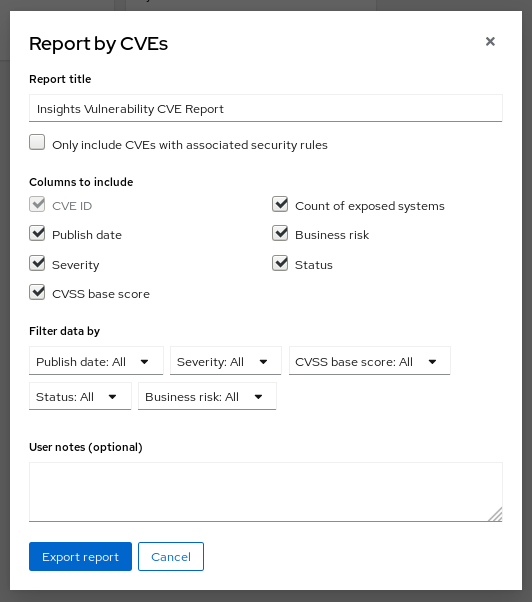 Report by CVEs
Report title
Insights Vulnerability CVE Report
Only include CVEs with associated security rules
Columns to include
CVE ID
Count of exposed systems
Publish date
Business risk
Severity
Status
CVSS base score
Filter data by
Publish date: All
Severity: All
CVSS base score: All
Status: All
Business risk: All
User notes (optional)
Export report
Cancel